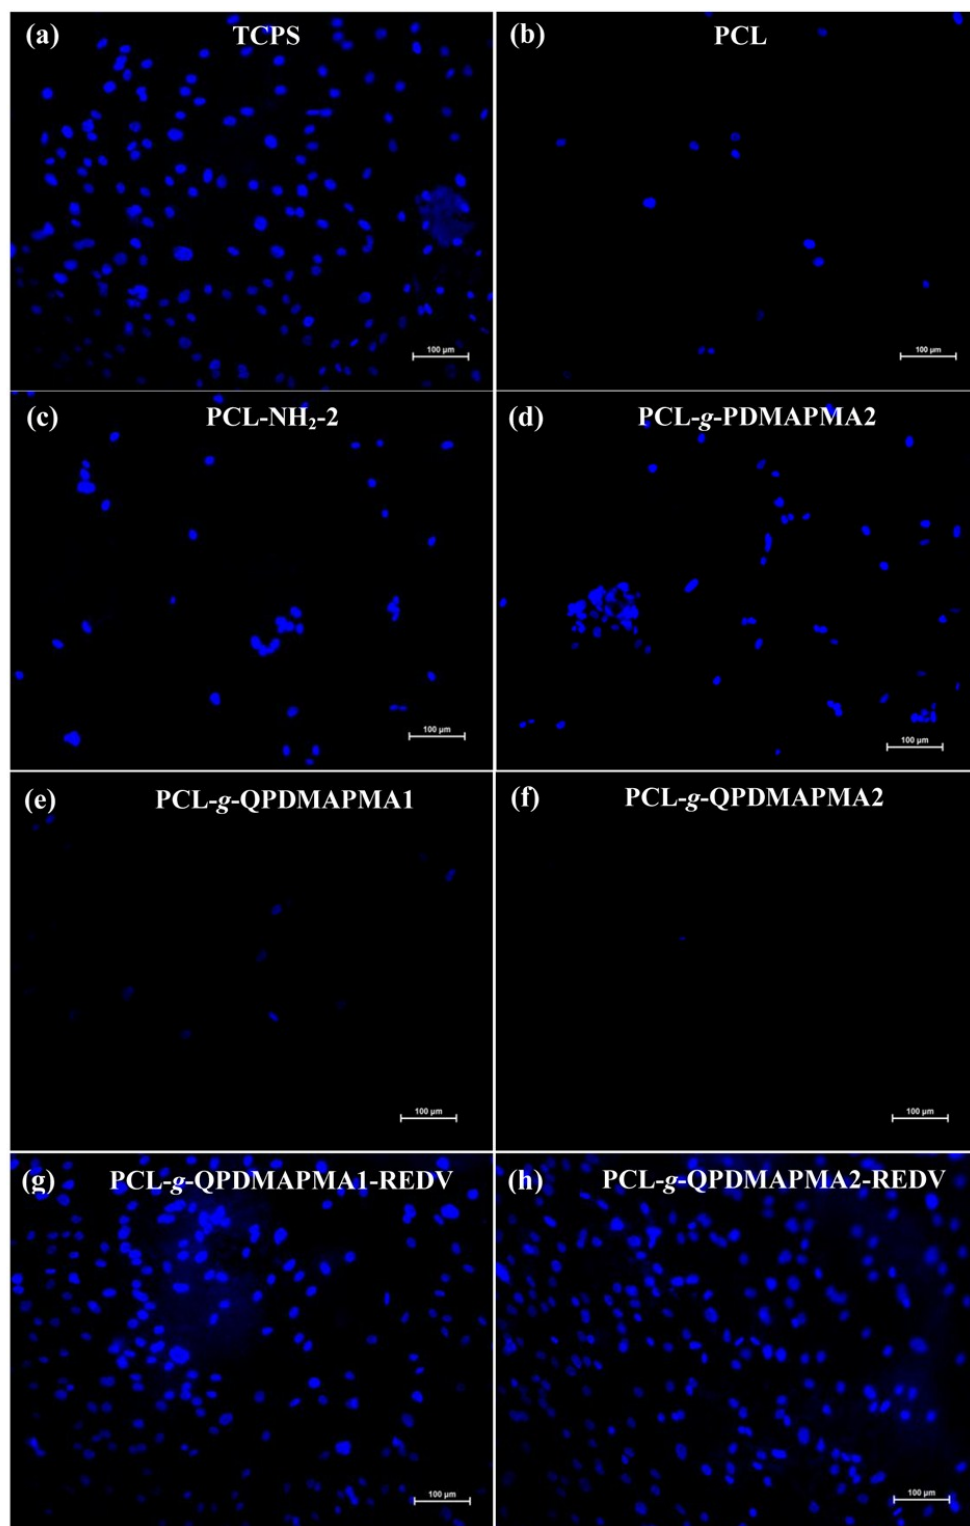 (a) TCPS
100 μm
(b) PCL
100 μm
(c) PCL-NH₂-2
100 μm
(d) PCL-g-PDMAPMA2
100 μm
(e) PCL-g-QPDMAPMA1
100 μm
(f) PCL-g-QPDMAPMA2
100 μm
(g) PCL-g-QPDMAPMA1-REDV
100 μm
(h) PCL-g-QPDMAPMA2-REDV
100 μm